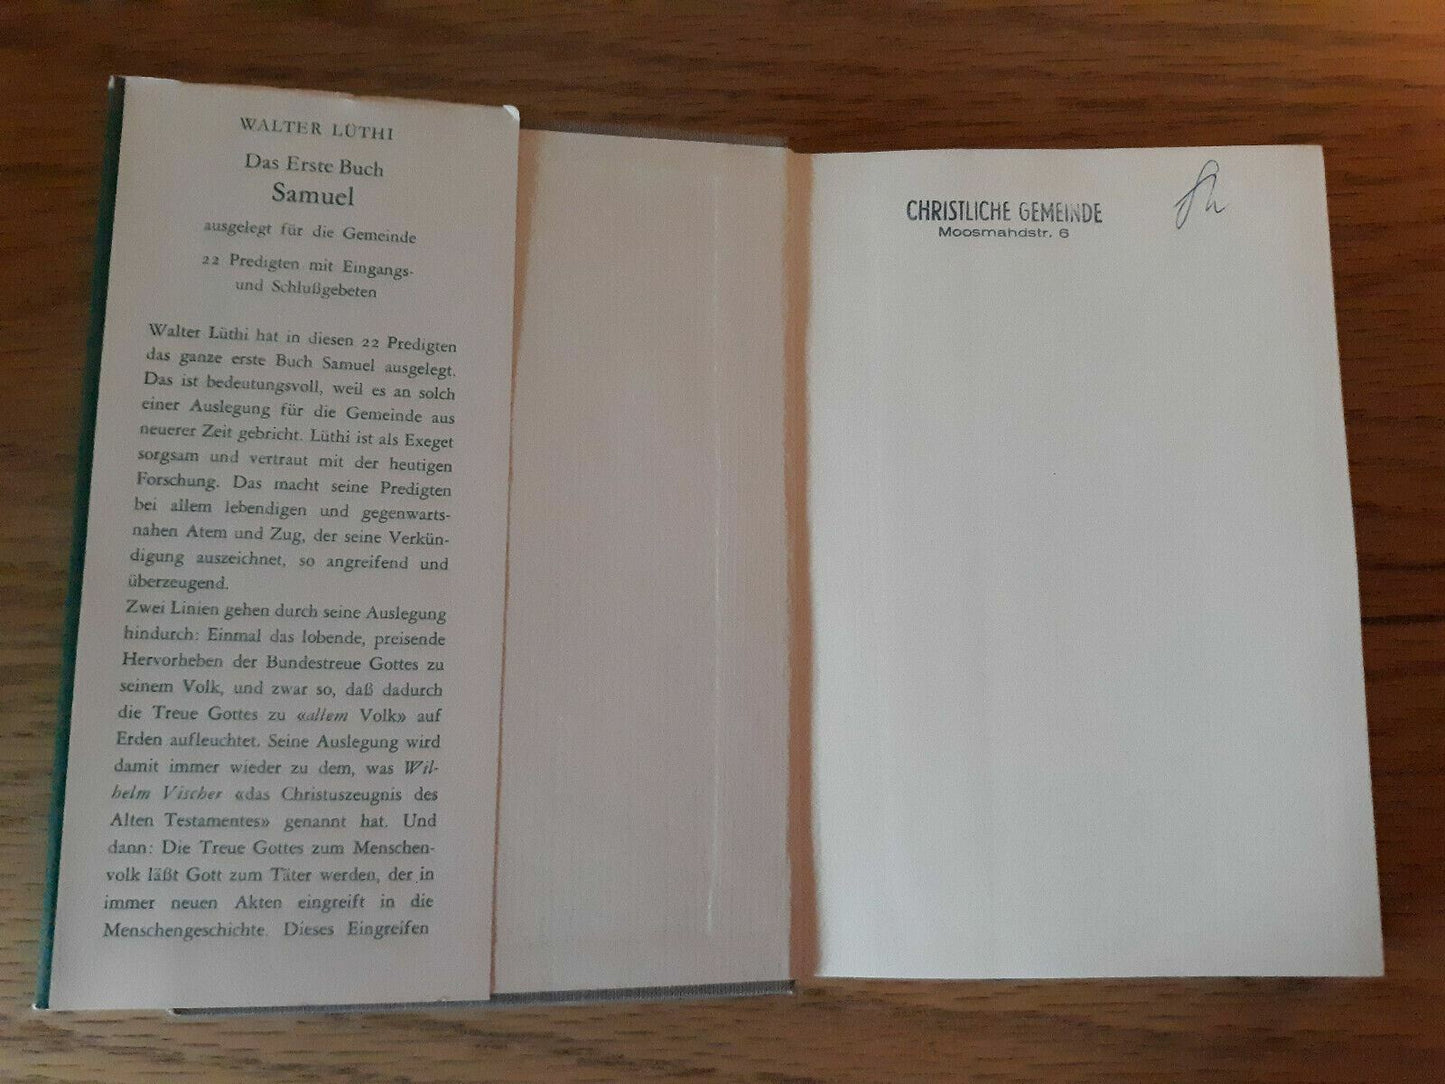 WALTER LÜTHI
Das Erste Buch
Samuel
ausgelegt für die Gemeinde
22 Predigten mit Eingangs-
und Schlußgebeten
Walter Lüthi hat in diesen 22 Predigten
das ganze erste Buch Samuel ausgelegt.
Das ist bedeutungsvoll, weil es an solch
einer Auslegung für die Gemeinde aus
neuerer Zeit gebricht. Lüthi ist als Exeget
sorgsam und vertraut mit der heutigen
Forschung. Das macht seine Predigten
bei allem lebendigen und gegenwarts-
nahen Atem und Zug, der seine Verkün-
digung auszeichnet, so angreifend und
überzeugend.
Zwei Linien gehen durch seine Auslegung
hindurch: Einmal das lobende, preisende
Hervorheben der Bundestreue Gottes zu
seinem Volk, und zwar so, daß dadurch
die Treue Gottes zu «allem Volk» auf
Erden aufleuchtet. Seine Auslegung wird
damit immer wieder zu dem, was Wil-
helm Vischer «das Christuszeugnis des
Alten Testamentes» genannt hat. Und
dann: Die Treue Gottes zum Menschen-
volk läßt Gott zum Täter werden, der in
immer neuen Akten eingreift in die
Menschengeschichte. Dieses Eingreifen
CHRISTLICHE GEMEINDE
Moosmahdstr. 6